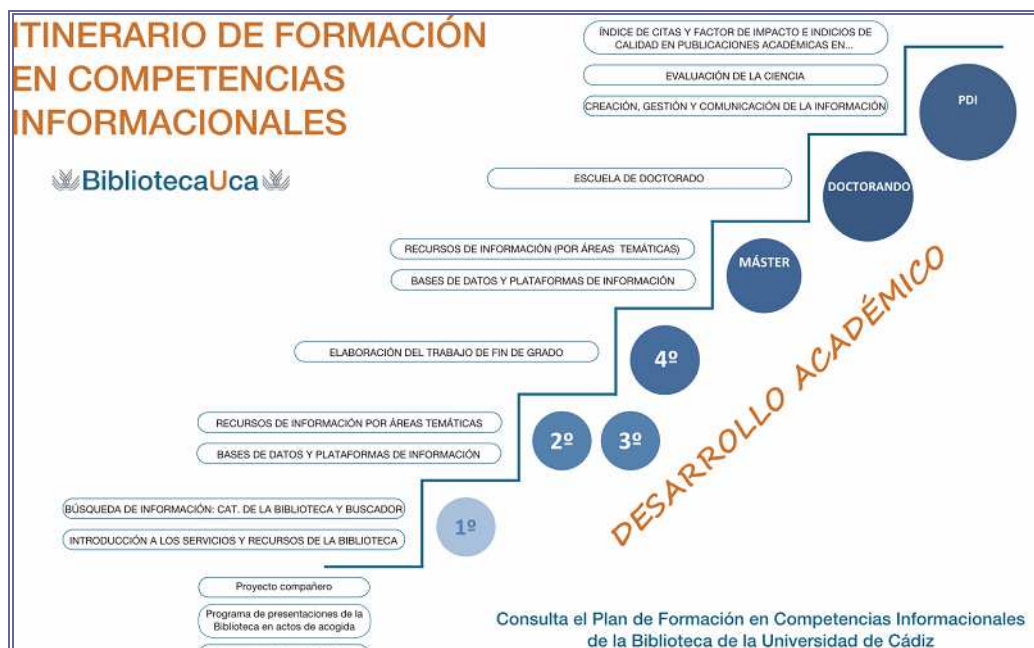 ITINERARIO DE FORMACIÓN
EN COMPETENCIAS
INFORMACIONALES
BibliotecaUca
ÍNDICE DE CITAS Y FACTOR DE IMPACTO E INDICIOS DE
CALIDAD EN PUBLICACIONES ACADÉMICAS EN...
EVALUACIÓN DE LA CIENCIA
CREACIÓN, GESTIÓN Y COMUNICACIÓN DE LA INFORMACIÓN
PDI
ESCUELA DE DOCTORADO
DOCTORANDO
RECURSOS DE INFORMACIÓN (POR ÁREAS TEMÁTICAS)
BASES DE DATOS Y PLATAFORMAS DE INFORMACIÓN
MÁSTER
ELABORACIÓN DEL TRABAJO DE FIN DE GRADO
4º
RECURSOS DE INFORMACIÓN POR ÁREAS TEMÁTICAS
BASES DE DATOS Y PLATAFORMAS DE INFORMACIÓN
2º
3º
BÚSQUEDA DE INFORMACIÓN: CAT. DE LA BIBLIOTECA Y BUSCADOR
INTRODUCCIÓN A LOS SERVICIOS Y RECURSOS DE LA BIBLIOTECA
1º
DESARROLLO ACADÉMICO
Proyecto compañero
Programa de presentaciones de la
Biblioteca en actos de acogida
Consulta el Plan de Formación en Competencias Informacionales
de la Biblioteca de la Universidad de Cádiz